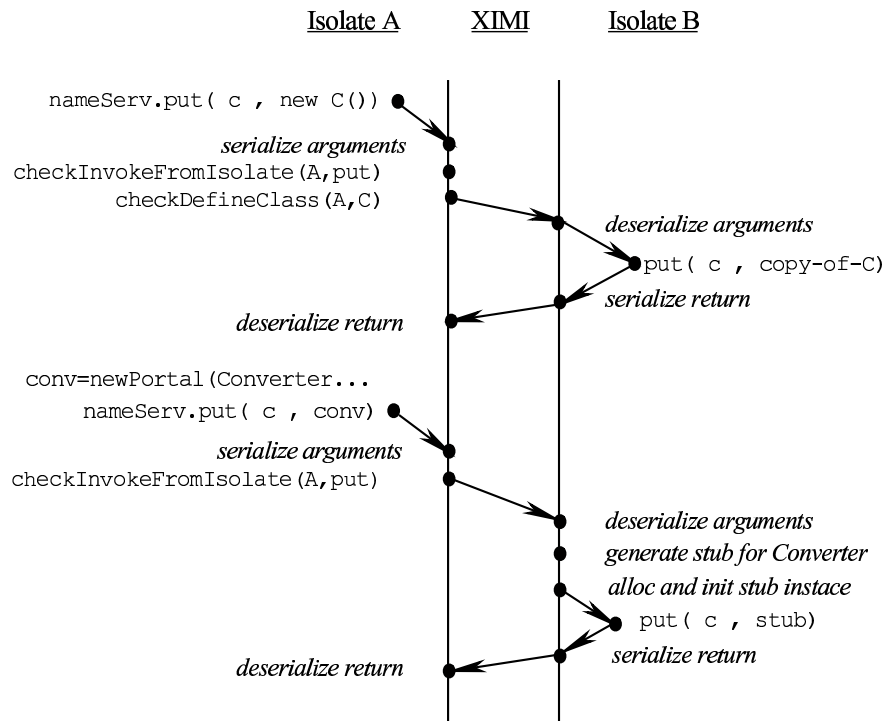 Isolate A XIMI Isolate B
nameServ.put( c , new C())
serialize arguments
checkInvokeFromIsolate(A,put)
checkDefineClass(A,C)
deserialize arguments
put( c , copy-of-C)
serialize return
deserialize return
conv=newPortal(Converter...
nameServ.put( c , conv)
serialize arguments
checkInvokeFromIsolate(A,put)
deserialize arguments
generate stub for Converter
alloc and init stub instace
put( c , stub)
serialize return
deserialize return